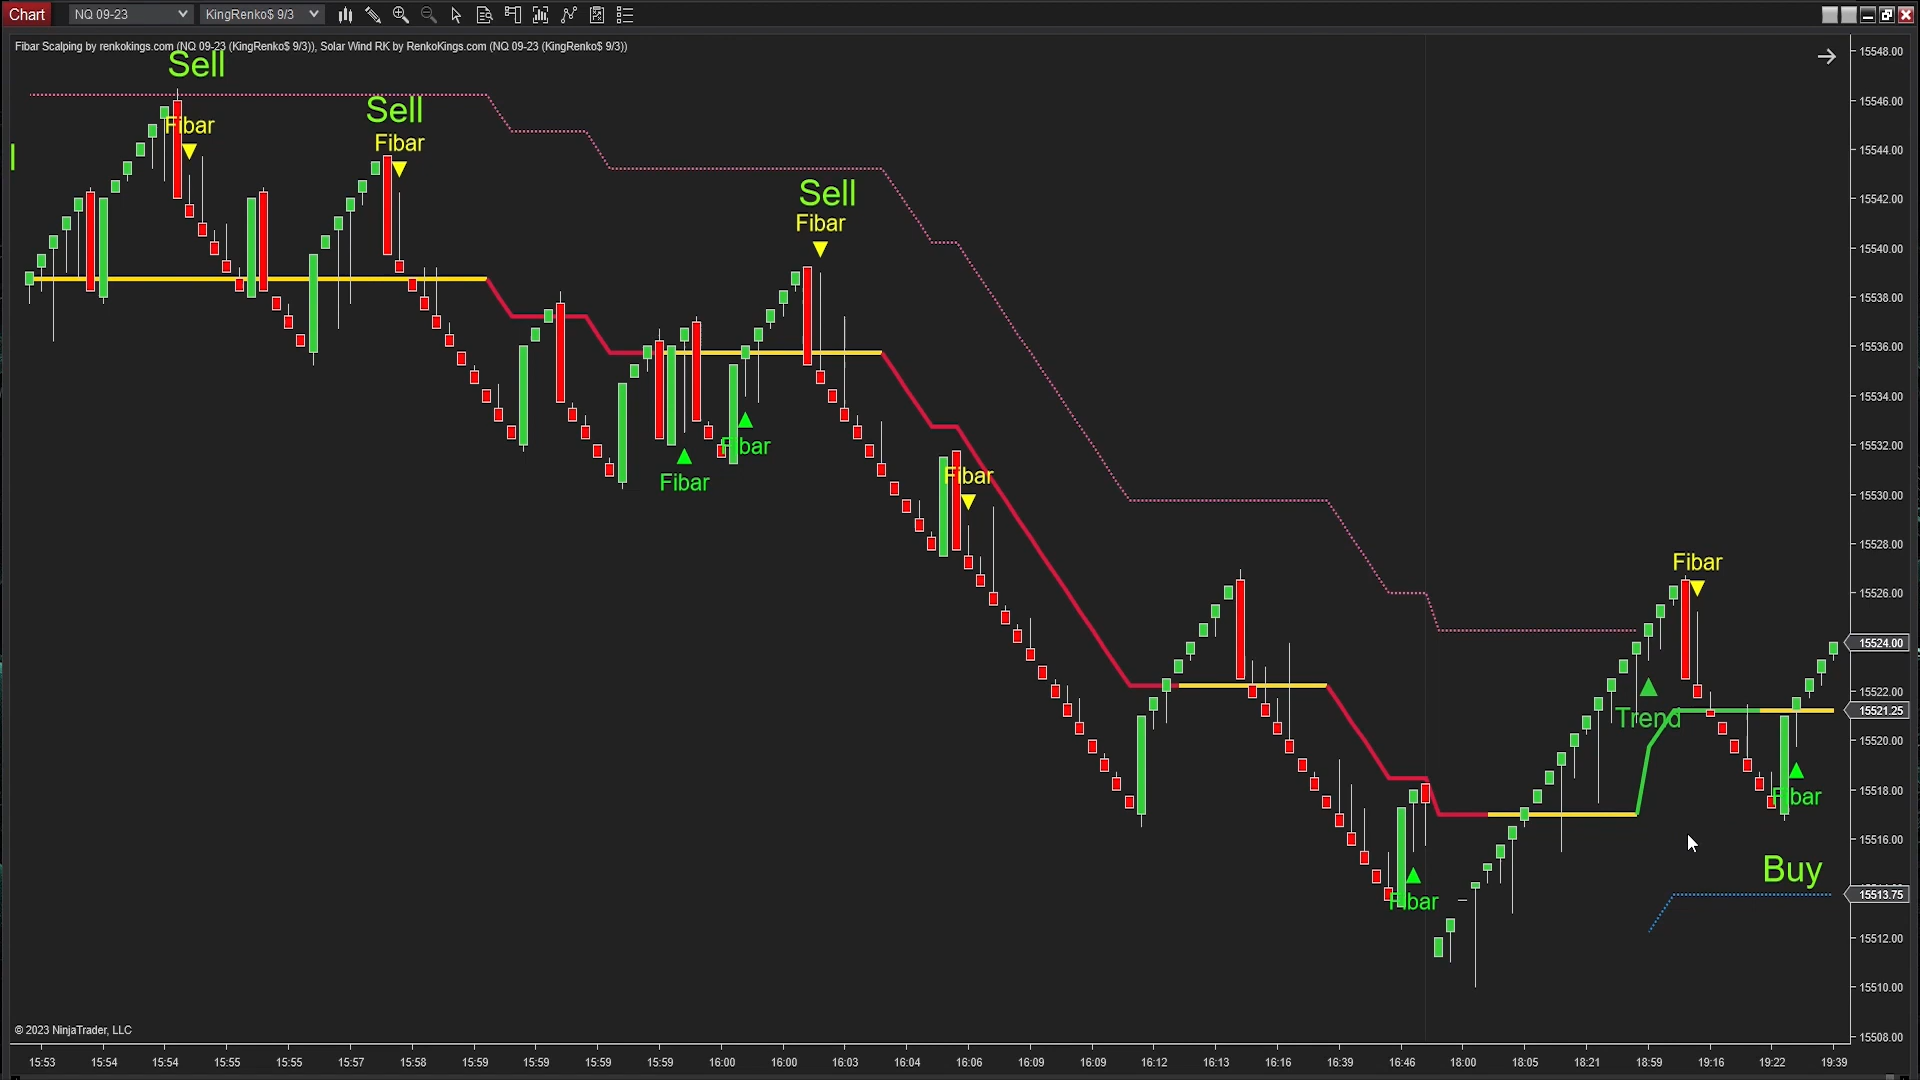 Chart
NQ 09-23
KingRenko$ 9/3
Fibar Scalping by renkokings.com (NQ 09-23 (KingRenko$ 9/3)), Solar Wind RK by RenkoKings.com (NQ 09-23 (KingRenko$ 9/3))
Sell
Fibar
Sell
Fibar
Sell
Fibar
Fibar
Fibar
Fibar
Fibar
Trend
Fibar
Fibar
Fibar
Buy
15548.00
15546.00
15544.00
15542.00
15540.00
15538.00
15536.00
15534.00
15532.00
15530.00
15528.00
15526.00
15524.00
15522.00
15521.25
15520.00
15518.00
15516.00
15513.75
15512.00
15510.00
15508.00
© 2023 NinjaTrader, LLC
15:53 15:54 15:54 15:55 15:55 15:57 15:58 15:59 15:59 15:59 15:59 16:00 16:00 16:03 16:04 16:06 16:09 16:09 16:12 16:13 16:16 16:39 16:46 18:00 18:05 18:21 18:59 19:16 19:22 19:39